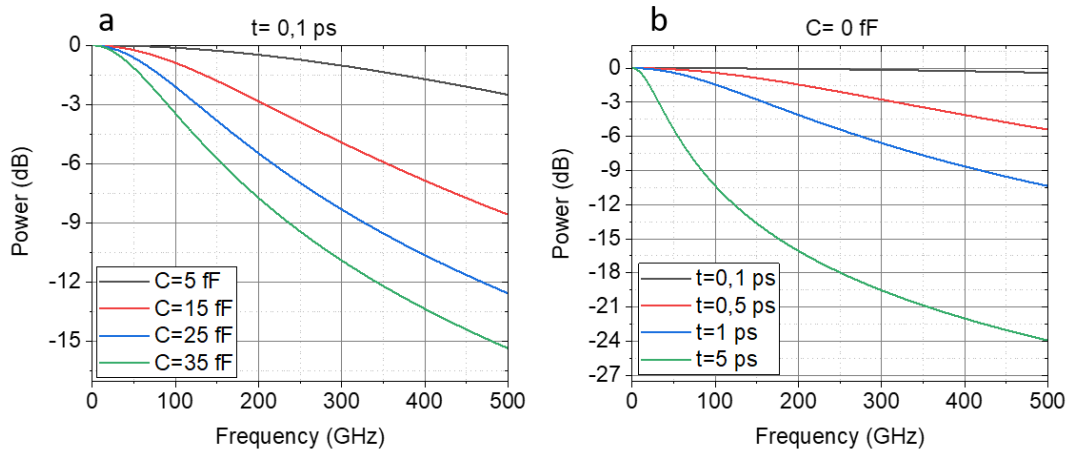 a
t= 0,1 ps
0
-3
-6
-9
-12
-15
Power (dB)
C=5 fF
C=15 fF
C=25 fF
C=35 fF
0 100 200 300 400 500
Frequency (GHz)
b
C= 0 fF
0
-3
-6
-9
-12
-15
-18
-21
-24
-27
Power (dB)
t=0,1 ps
t=0,5 ps
t=1 ps
t=5 ps
0 100 200 300 400 500
Frequency (GHz)